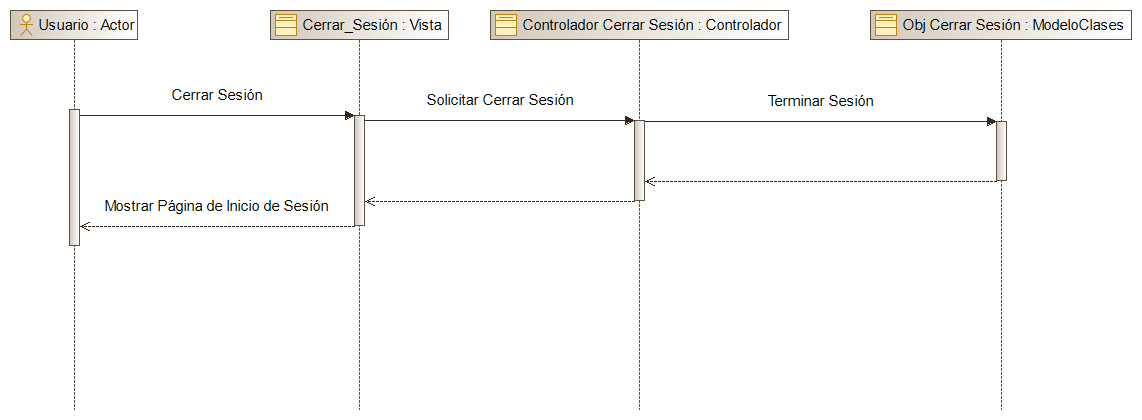 Usuario : Actor
Cerrar_Sesión : Vista
Controlador Cerrar Sesión : Controlador
Obj Cerrar Sesión : ModeloClases
Cerrar Sesión
Solicitar Cerrar Sesión
Terminar Sesión
Mostrar Página de Inicio de Sesión